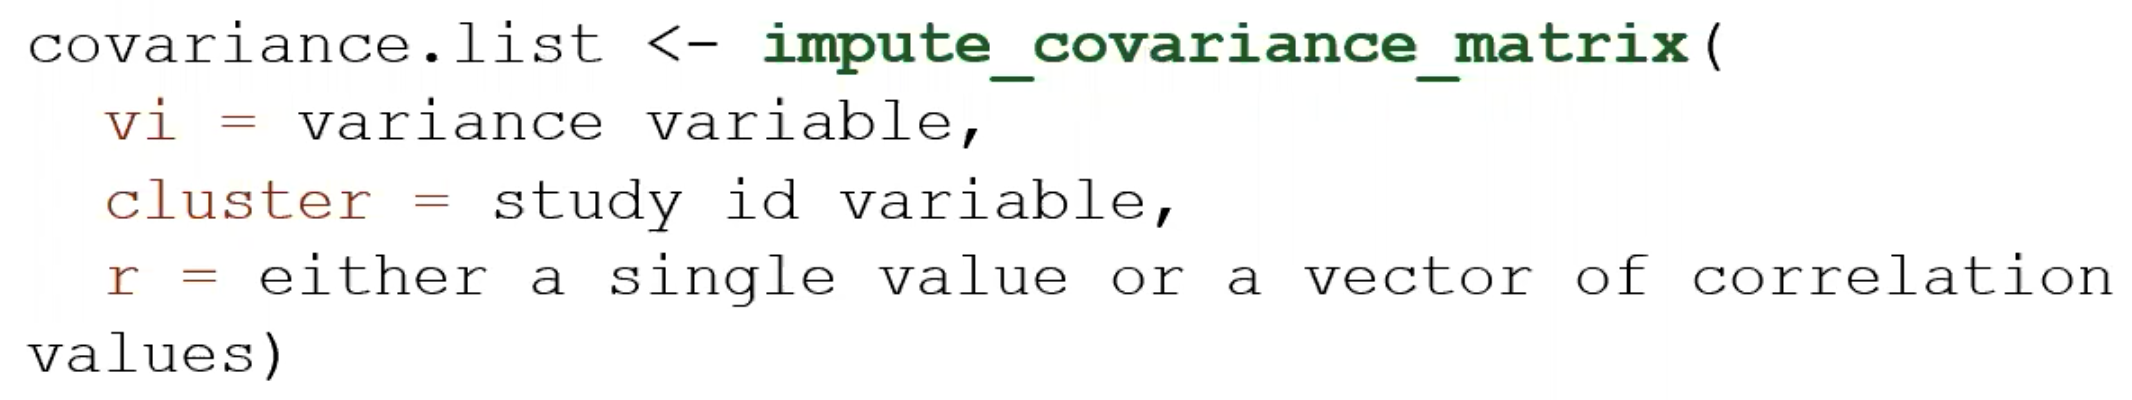 covariance.list <- impute_covariance_matrix(
vi = variance variable,
cluster = study id variable,
r = either a single value or a vector of correlation
values)